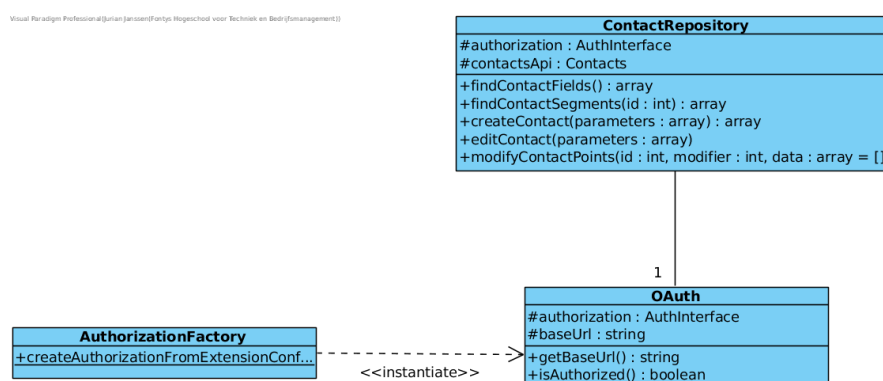 Visual Paradigm Professional(Jurian Janssen(Fontys Hogeschool voor Techniek en Bedrijfsmanagement))
ContactRepository
#authorization : AuthInterface
#contactsApi : Contacts
+findContactFields() : array
+findContactSegments(id : int) : array
+createContact(parameters : array) : array
+editContact(parameters : array)
+modifyContactPoints(id : int, modifier : int, data : array = []
1
OAuth
#authorization : AuthInterface
#baseUrl : string
+getBaseUrl() : string
+isAuthorized() : boolean
AuthorizationFactory
+createAuthorizationFromExtensionConf...
<<instantiate>>